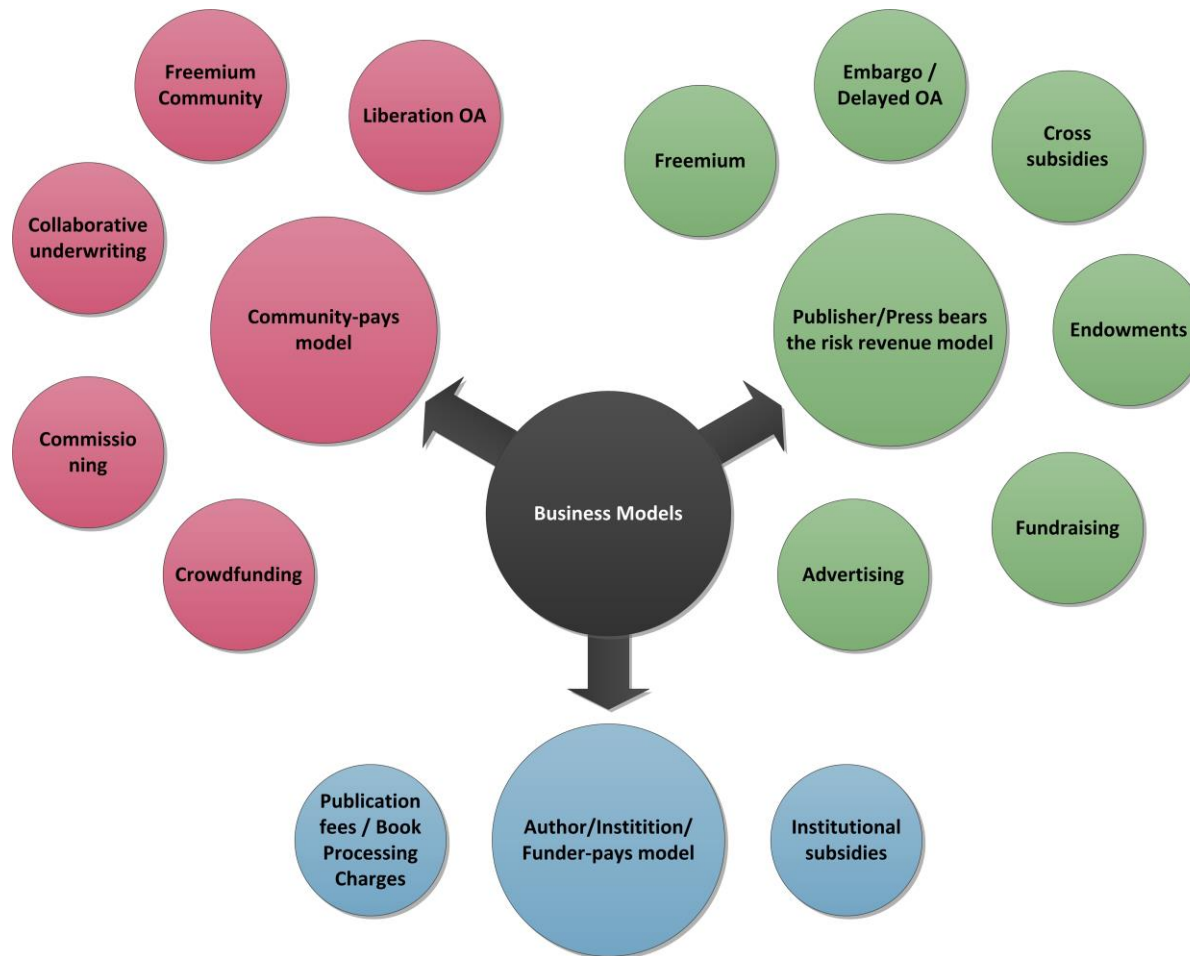 Freemium
Community
Liberation OA
Collaborative
underwriting
Community-pays
model
Commissio
ning
Crowdfunding
Embargo /
Delayed OA
Freemium
Cross
subsidies
Publisher/Press bears
the risk revenue model
Endowments
Fundraising
Advertising
Business Models
Publication
fees / Book
Processing
Charges
Author/Institition/
Funder-pays model
Institutional
subsidies